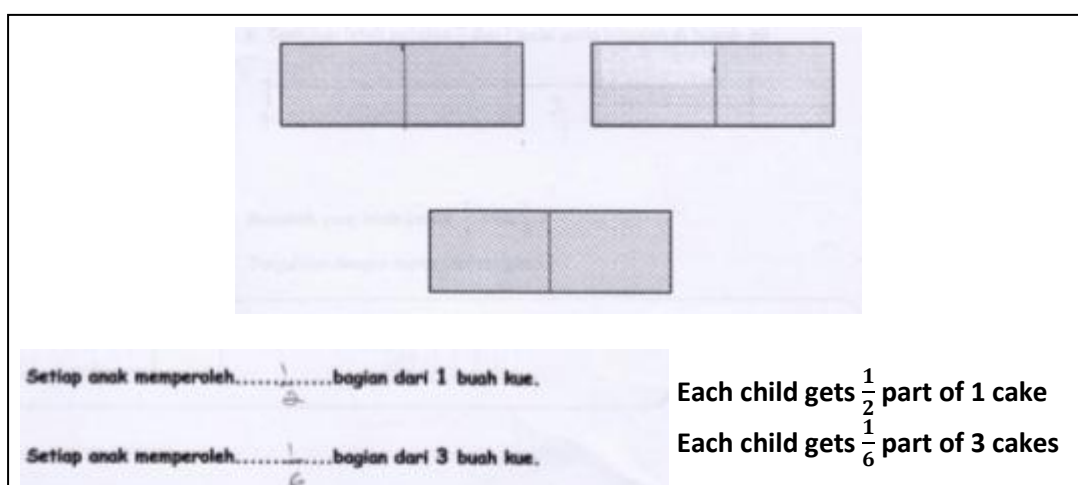 Setiap anak memperoleh......1/2......bagian dari 1 buah kue.
Each child gets 1/2 part of 1 cake
Setiap anak memperoleh......1/6......bagian dari 3 buah kue.
Each child gets 1/6 part of 3 cakes